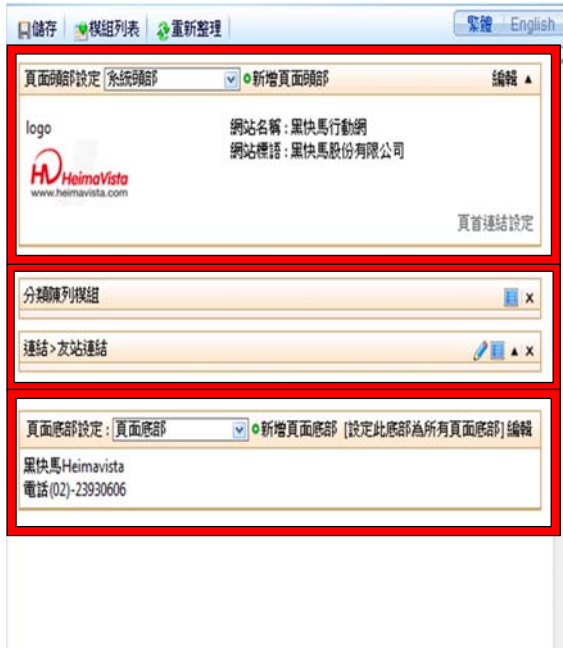 儲存 模組列表 重新整理 繁體 English
頁面頭部設定 系統頭部 新增頁面頭部 編輯 ▲
logo
網站名稱 : 黑快馬行動網
網站標語 : 黑快馬股份有限公司
HeimaVista
www.heimavista.com
頁首連結設定
分類陳列模組 x
連結>友站連結 ▲ x
頁面底部設定 : 頁面底部 新增頁面底部 [設定此底部為所有頁面底部] 編輯
黑快馬Heimavista
電話(02)-23930606